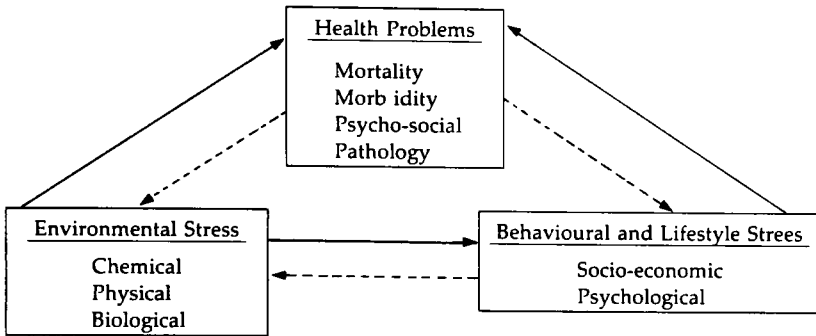 Health Problems
Mortality
Morb idity
Psycho-social
Pathology
Environmental Stress
Chemical
Physical
Biological
Behavioural and Lifestyle Strees
Socio-economic
Psychological